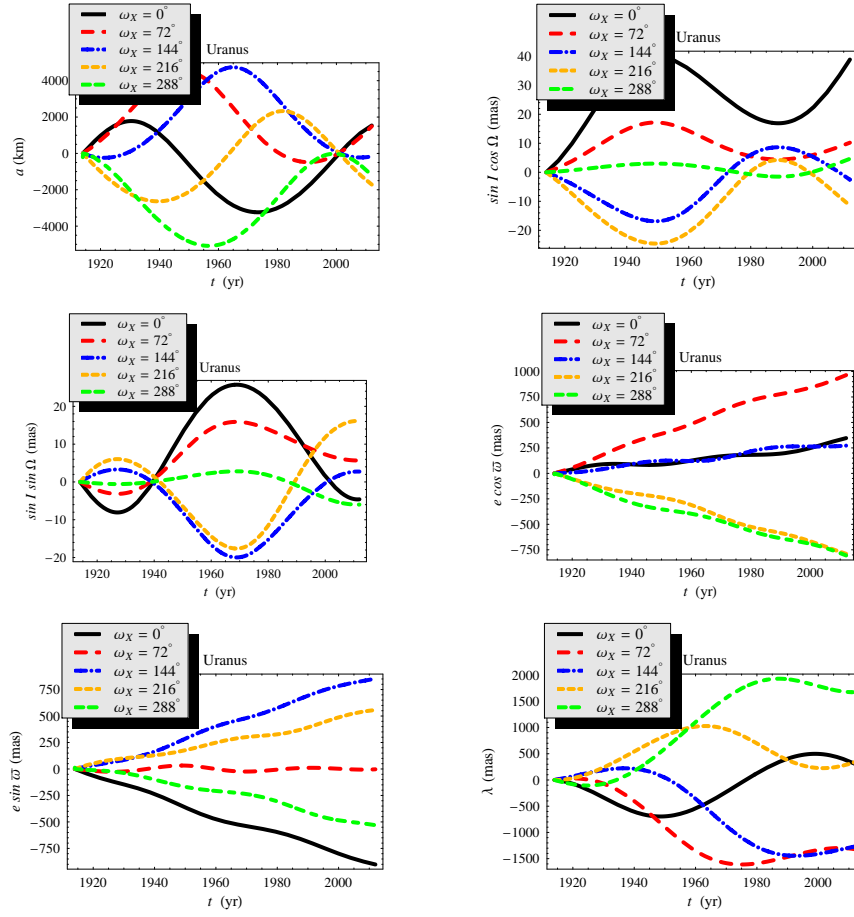 ω_X = 0°
ω_X = 72°
ω_X = 144°
ω_X = 216°
ω_X = 288°
Uranus
4000
2000
0
−2000
−4000
a (km)
1920 1940 1960 1980 2000
t (yr)
ω_X = 0°
ω_X = 72°
ω_X = 144°
ω_X = 216°
ω_X = 288°
Uranus
40
30
20
10
0
−10
−20
sin I cos Ω (mas)
1920 1940 1960 1980 2000
t (yr)
ω_X = 0°
ω_X = 72°
ω_X = 144°
ω_X = 216°
ω_X = 288°
Uranus
20
10
0
−10
−20
sin I sin Ω (mas)
1920 1940 1960 1980 2000
t (yr)
ω_X = 0°
ω_X = 72°
ω_X = 144°
ω_X = 216°
ω_X = 288°
Uranus
1000
750
500
250
0
−250
−500
−750
e cos ϖ (mas)
1920 1940 1960 1980 2000
t (yr)
ω_X = 0°
ω_X = 72°
ω_X = 144°
ω_X = 216°
ω_X = 288°
Uranus
750
500
250
0
−250
−500
−750
e sin ϖ (mas)
1920 1940 1960 1980 2000
t (yr)
ω_X = 0°
ω_X = 72°
ω_X = 144°
ω_X = 216°
ω_X = 288°
Uranus
2000
1500
1000
500
0
−500
−1000
−1500
λ (mas)
1920 1940 1960 1980 2000
t (yr)